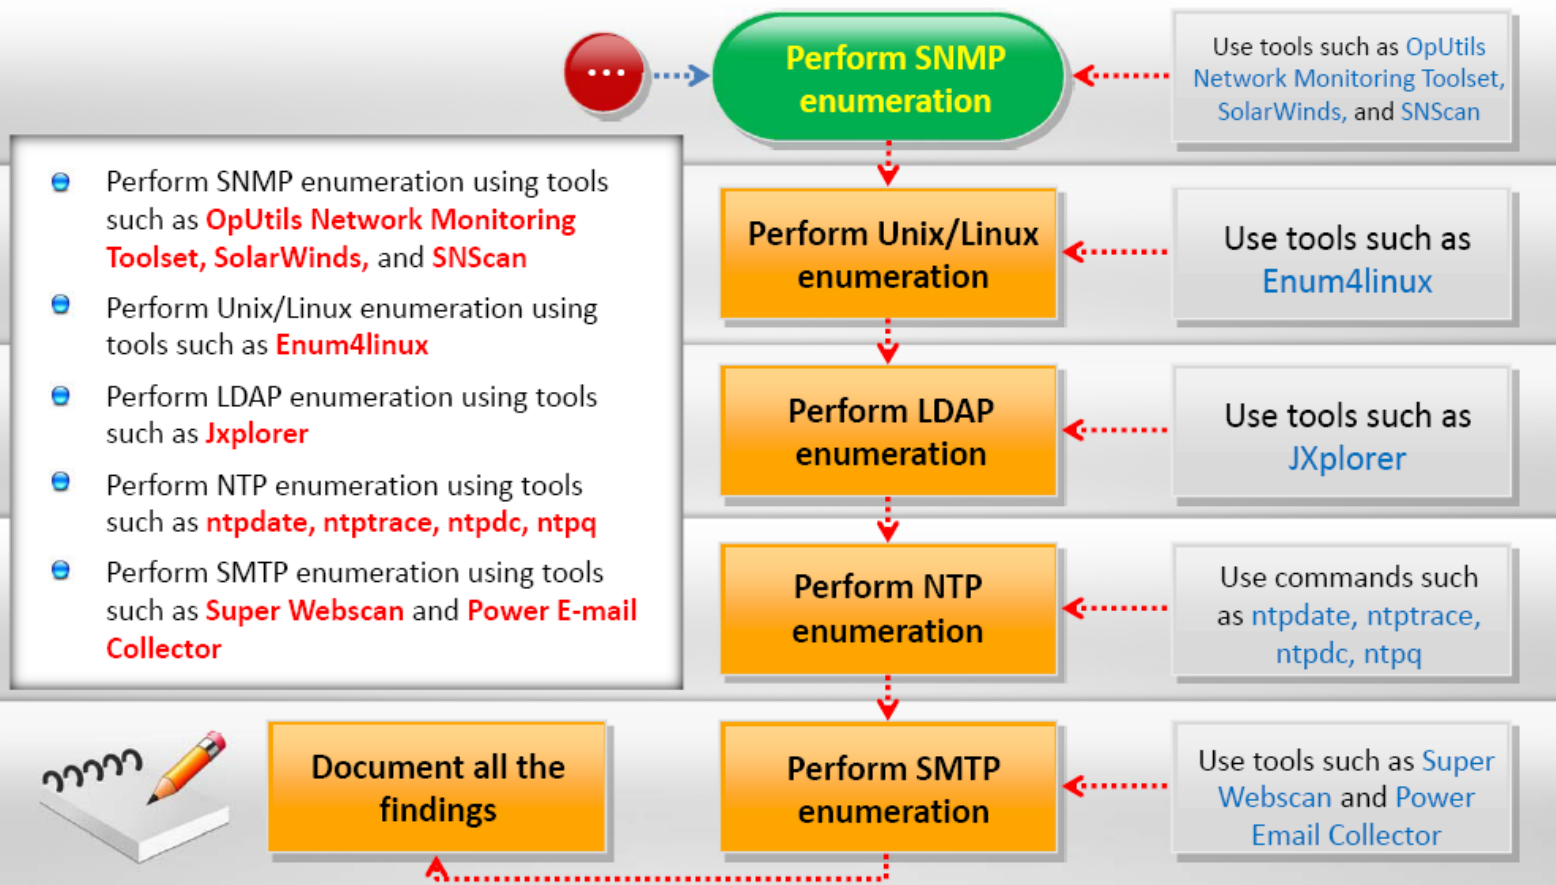 Perform SNMP
enumeration
Use tools such as OpUtils
Network Monitoring Toolset,
SolarWinds, and SNScan
Perform SNMP enumeration using tools
such as OpUtils Network Monitoring
Toolset, SolarWinds, and SNScan
Perform Unix/Linux enumeration using
tools such as Enum4linux
Perform LDAP enumeration using tools
such as Jxplorer
Perform NTP enumeration using tools
such as ntpdate, ntptrace, ntpdc, ntpq
Perform SMTP enumeration using tools
such as Super Webscan and Power E-mail
Collector
Perform Unix/Linux
enumeration
Use tools such as
Enum4linux
Perform LDAP
enumeration
Use tools such as
JXplorer
Perform NTP
enumeration
Use commands such
as ntpdate, ntptrace,
ntpdc, ntpq
Perform SMTP
enumeration
Use tools such as Super
Webscan and Power
Email Collector
Document all the
findings